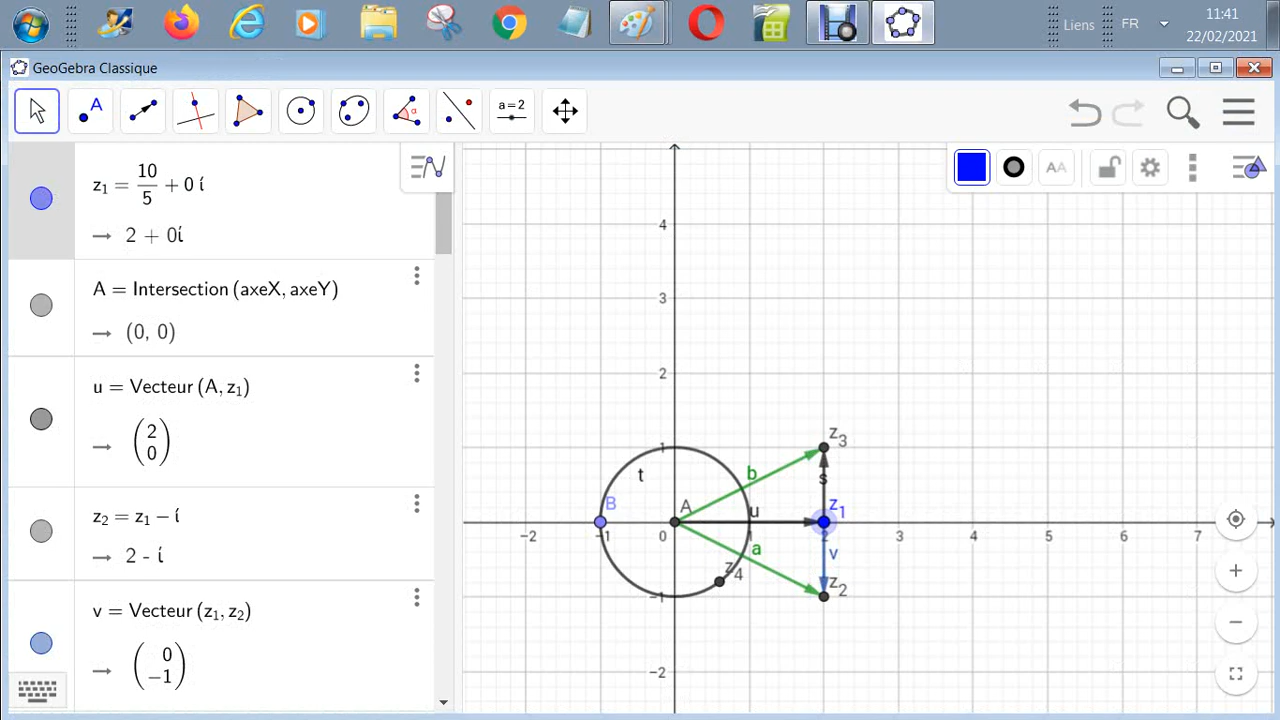 11:41
Liens FR
22/02/2021
GeoGebra Classique
A
α
a=2
AA
z₁ = 10/5 + 0 í
→ 2 + 0í
A = Intersection (axeX, axeY)
→ (0, 0)
u = Vecteur (A, z₁)
→ (2
0)
z₂ = z₁ − í
→ 2 - í
v = Vecteur (z₁, z₂)
→ (0
−1)
4
3
2
z₃
1
t
b
s
B
A
u
z₁
−2
−1
0
1
2
3
4
5
6
7
a
v
z₄
z₂
−1
−2